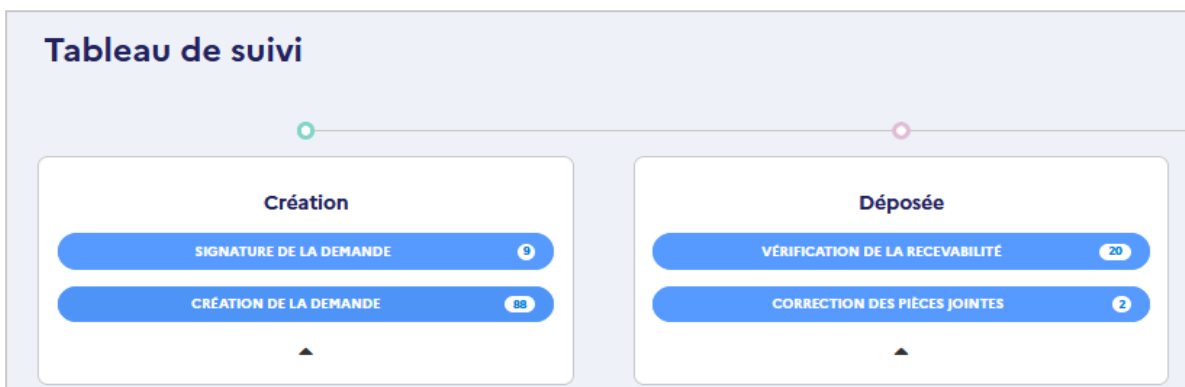 Tableau de suivi
Création
SIGNATURE DE LA DEMANDE 9
CRÉATION DE LA DEMANDE 88
Déposée
VÉRIFICATION DE LA RECEVABILITÉ 20
CORRECTION DES PIÈCES JOINTES 2